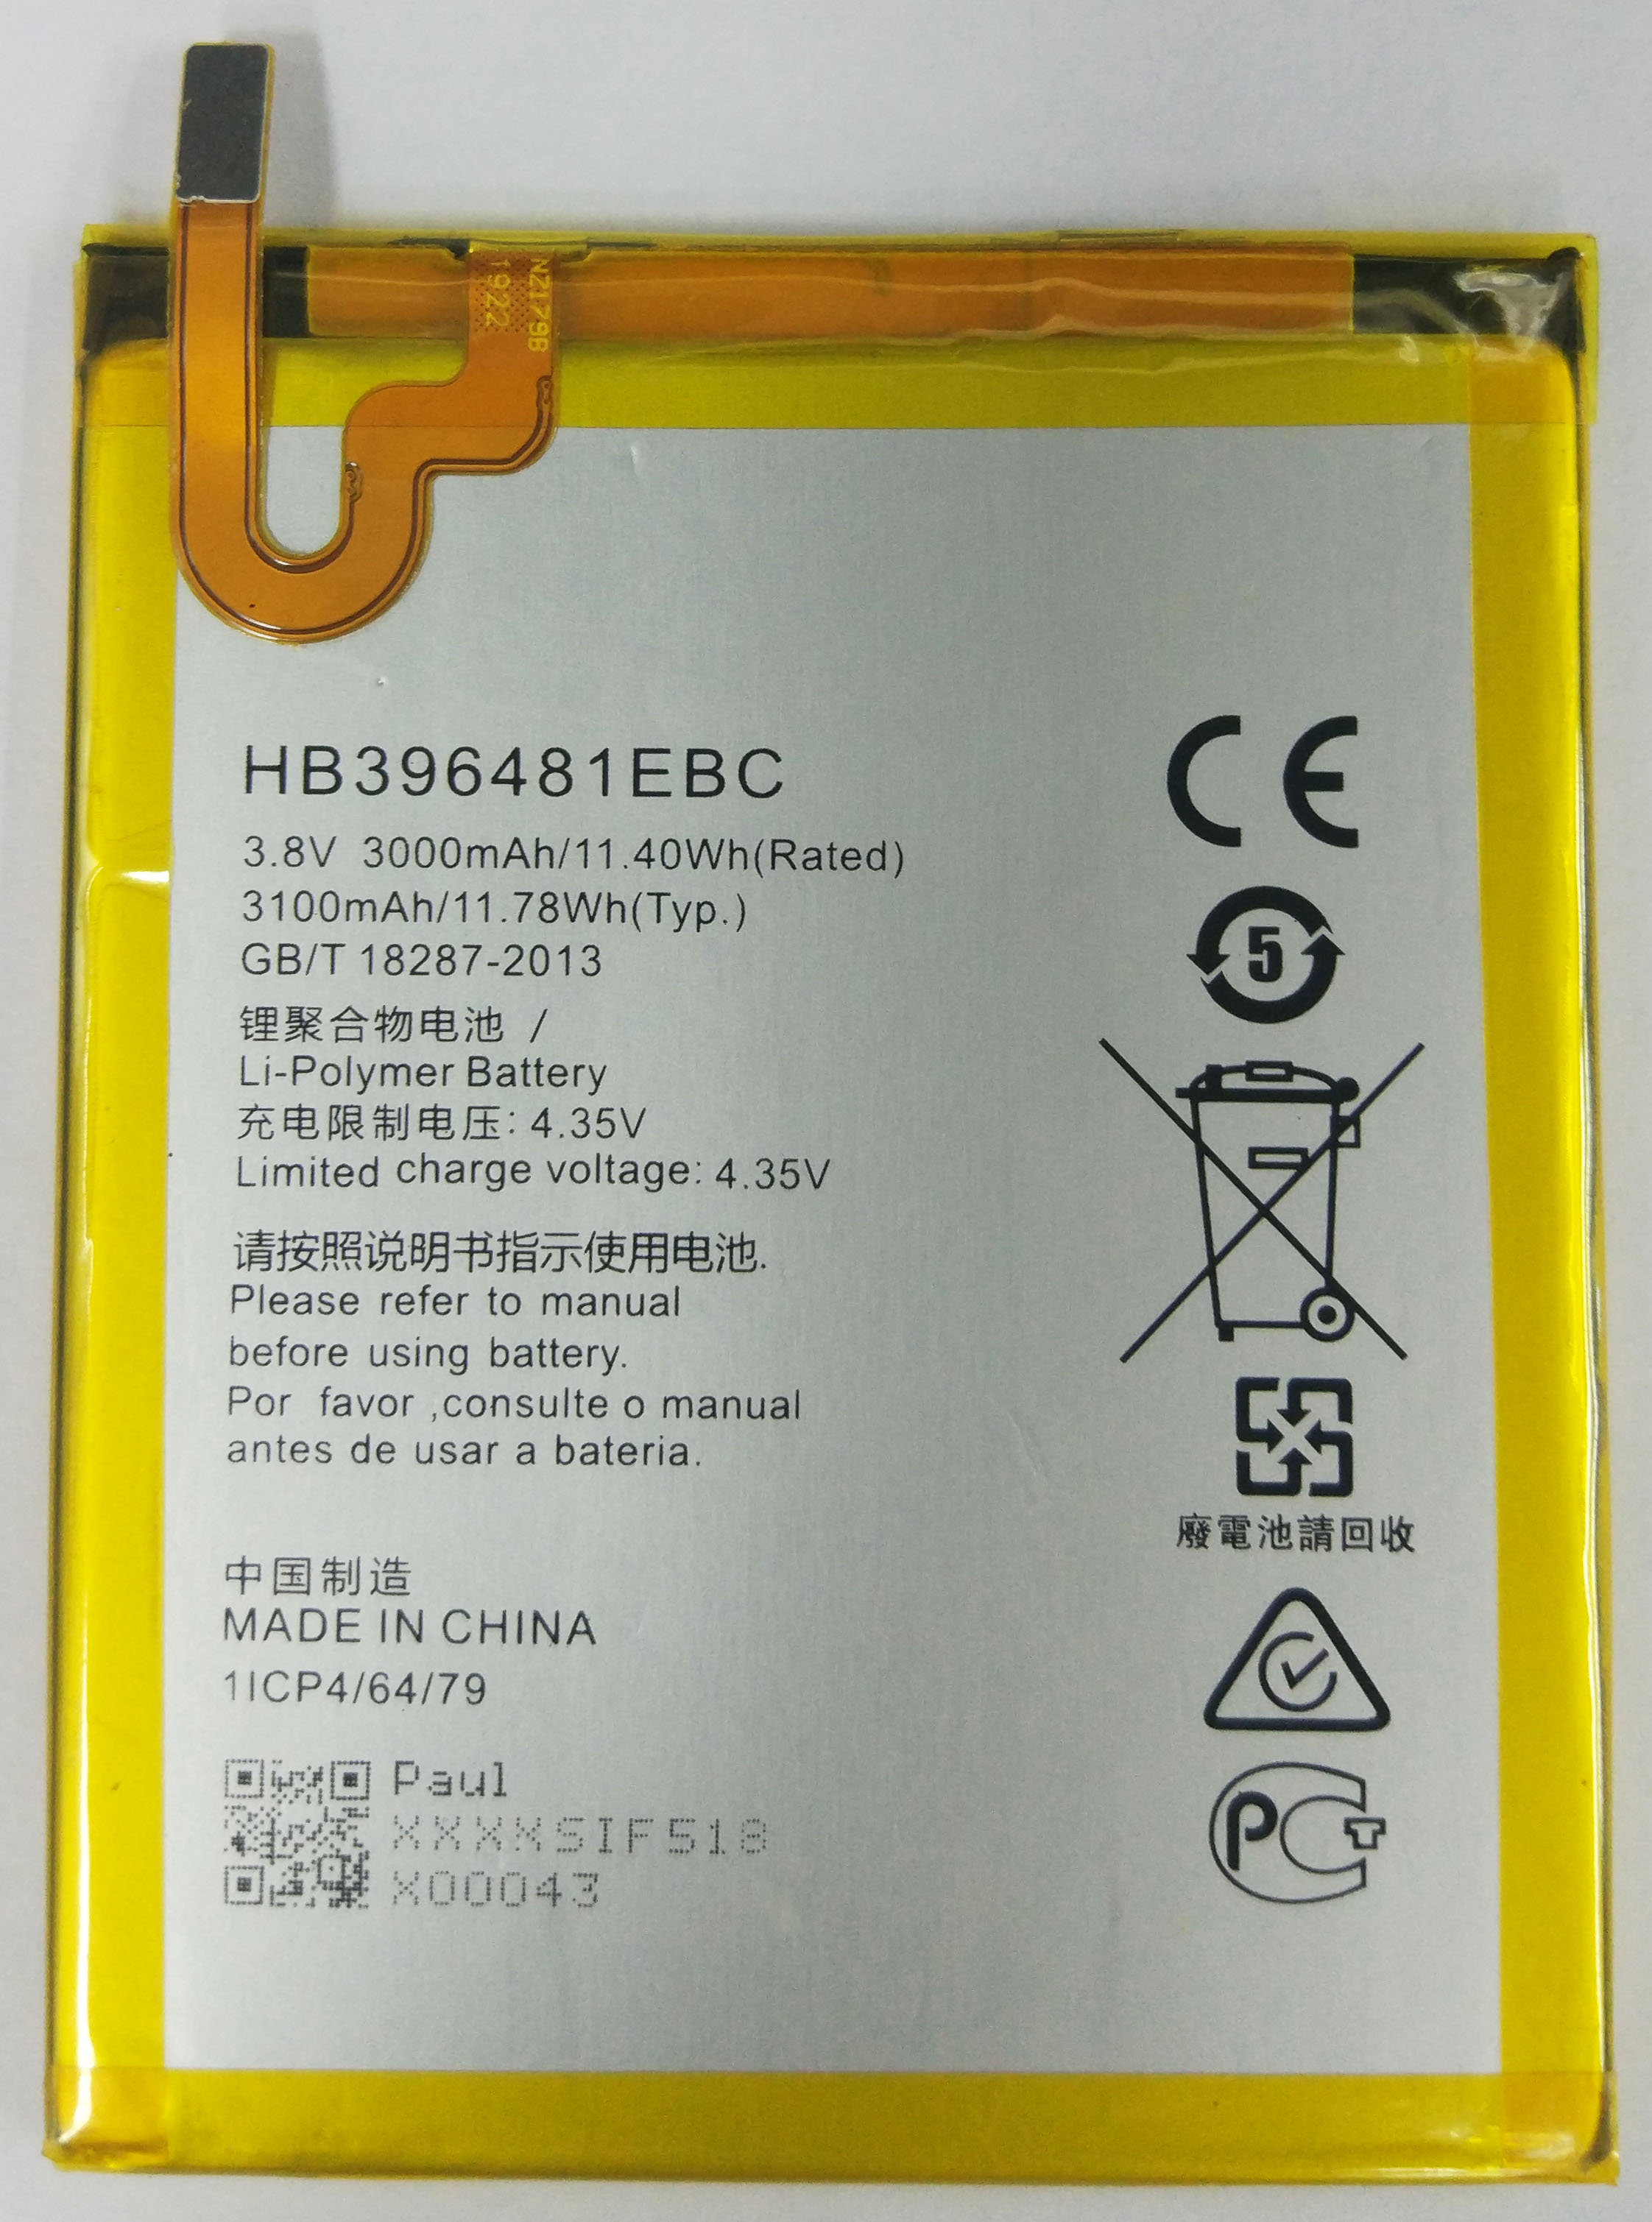 NZ179B
1922
HB396481EBC
3.8V 3000mAh/11.40Wh(Rated)
3100mAh/11.78Wh(Typ.)
GB/T 18287-2013
锂聚合物电池 /
Li-Polymer Battery
充电限制电压: 4.35V
Limited charge voltage: 4.35V
请按照说明书指示使用电池.
Please refer to manual
before using battery.
Por favor ,consulte o manual
antes de usar a bateria.
中国制造
MADE IN CHINA
1ICP4/64/79
Paul
XXXXSIF518
X00043
CE
5
廢電池請回收
PCT